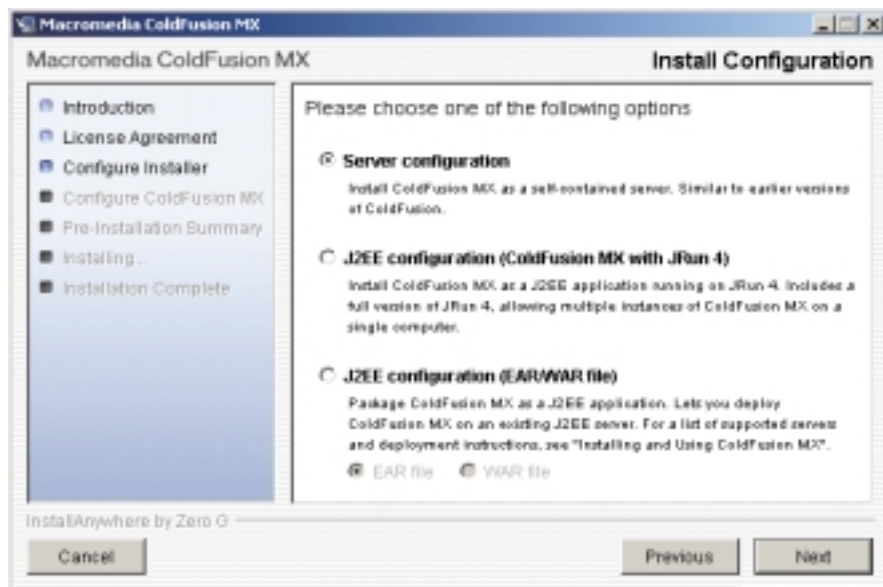 Macromedia ColdFusion MX
Macromedia ColdFusion MX
Install Configuration
Introduction
License Agreement
Configure Installer
Configure ColdFusion MX
Pre-Installation Summary
Installing...
Installation Complete
Please choose one of the following options
Server configuration
Install ColdFusion MX as a self-contained server. Similar to earlier versions
of ColdFusion.
J2EE configuration (ColdFusion MX with JRun 4)
Install ColdFusion MX as a J2EE application running on JRun 4. Includes a
full version of JRun 4, allowing multiple instances of ColdFusion MX on a
single computer.
J2EE configuration (EAR/WAR file)
Package ColdFusion MX as a J2EE application. Lets you deploy
ColdFusion MX on an existing J2EE server. For a list of supported servers
and deployment instructions, see "Installing and Using ColdFusion MX".
EAR file WAR file
InstallAnywhere by Zero G
Cancel Previous Next